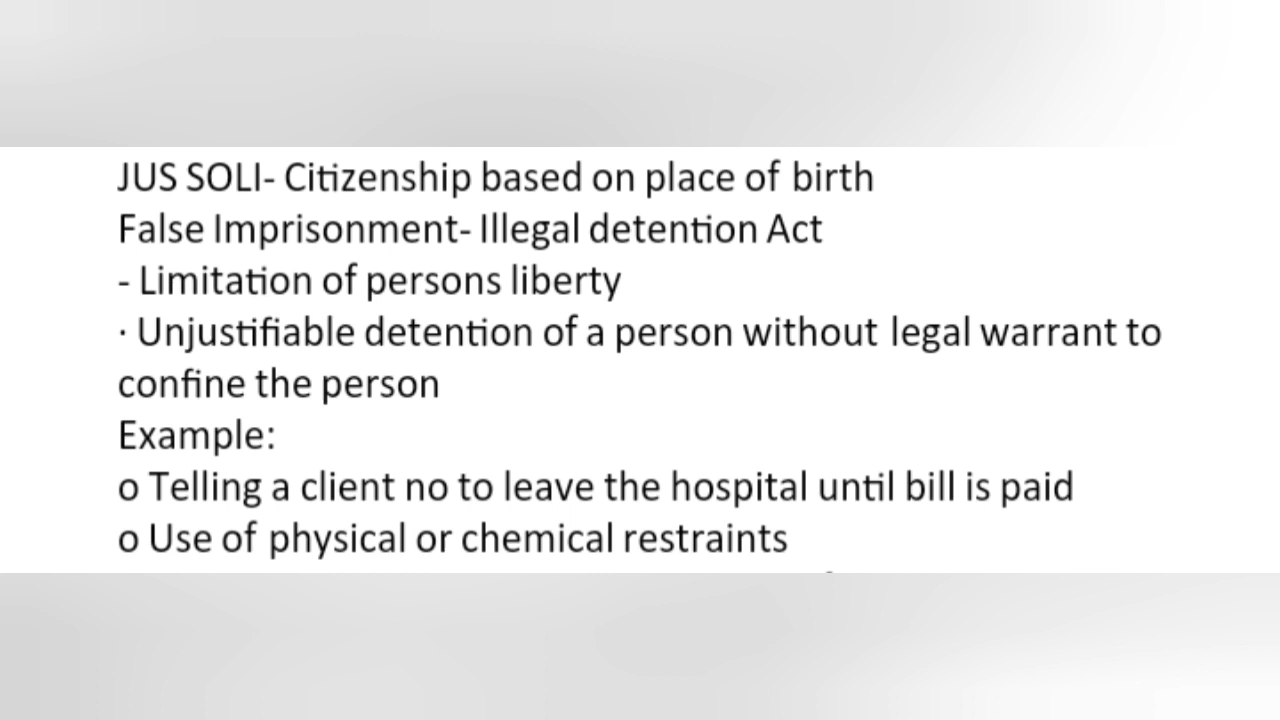 JUS SOLI- Citizenship based on place of birth
False Imprisonment- Illegal detention Act
- Limitation of persons liberty
· Unjustifiable detention of a person without legal warrant to
confine the person
Example:
o Telling a client no to leave the hospital until bill is paid
o Use of physical or chemical restraints